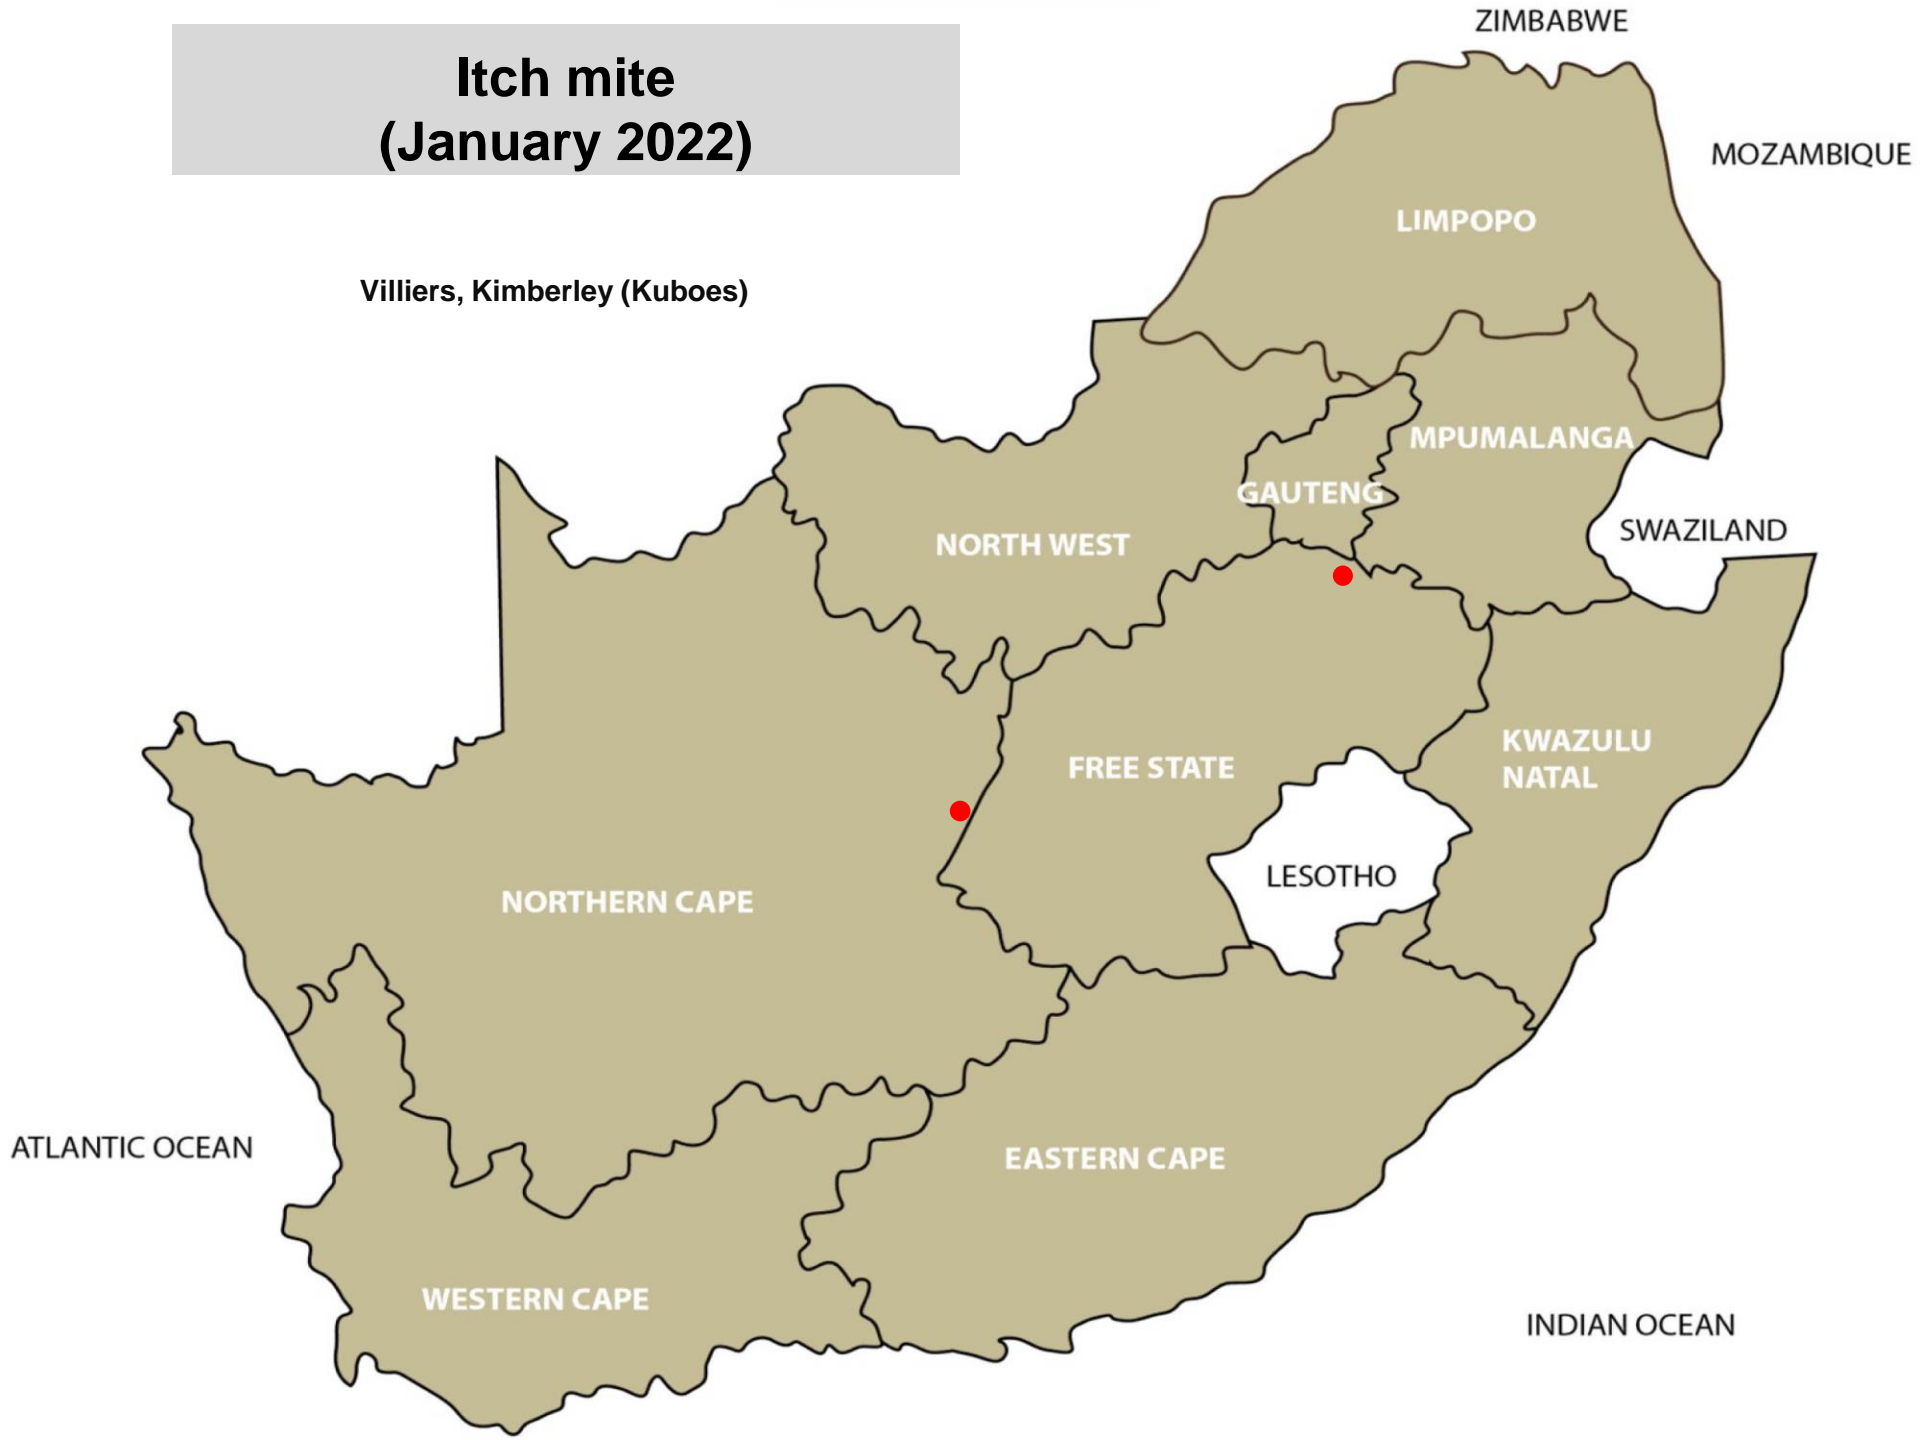 ZIMBABWE
Itch mite
(January 2022)
MOZAMBIQUE
LIMPOPO
Villiers, Kimberley (Kuboes)
MPUMALANGA
GAUTENG
SWAZILAND
NORTH WEST
KWAZULU
NATAL
FREE STATE
LESOTHO
NORTHERN CAPE
ATLANTIC OCEAN
EASTERN CAPE
WESTERN CAPE
INDIAN OCEAN